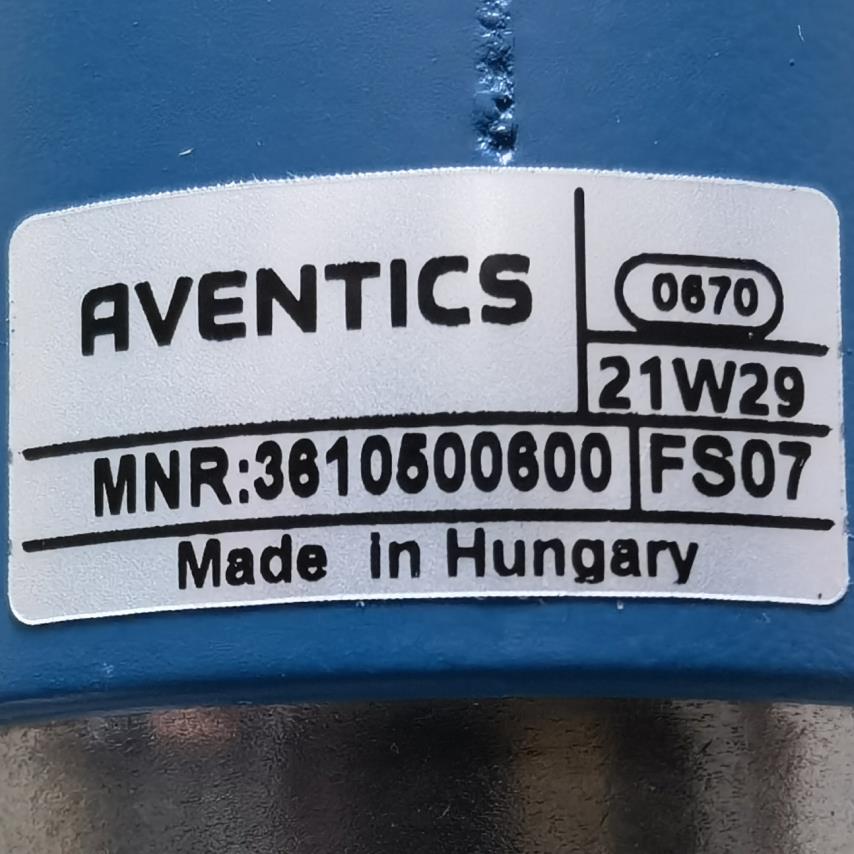 AVENTICS
0670
21W29
MNR:3610500600 FS07
Made in Hungary